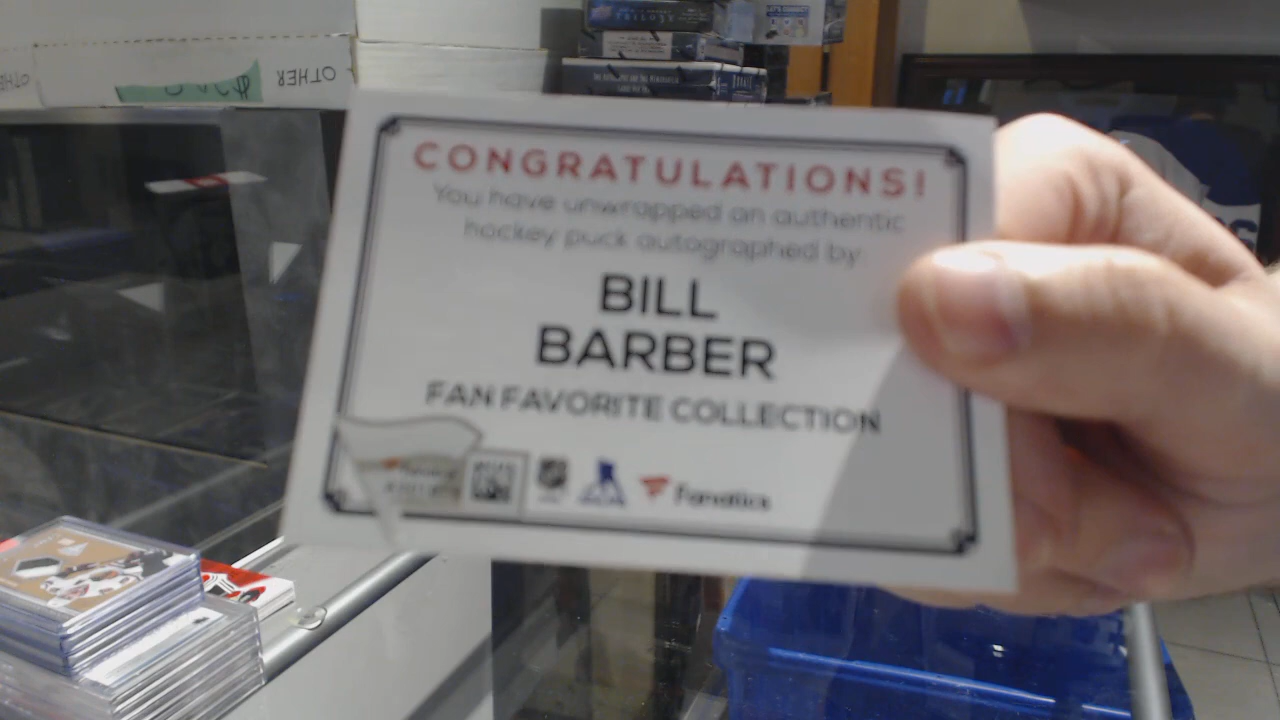 OTHER
CONGRATULATIONS!
You have unwrapped an authentic
hockey puck autographed by
BILL
BARBER
FAN FAVORITE COLLECTION
Fanatics